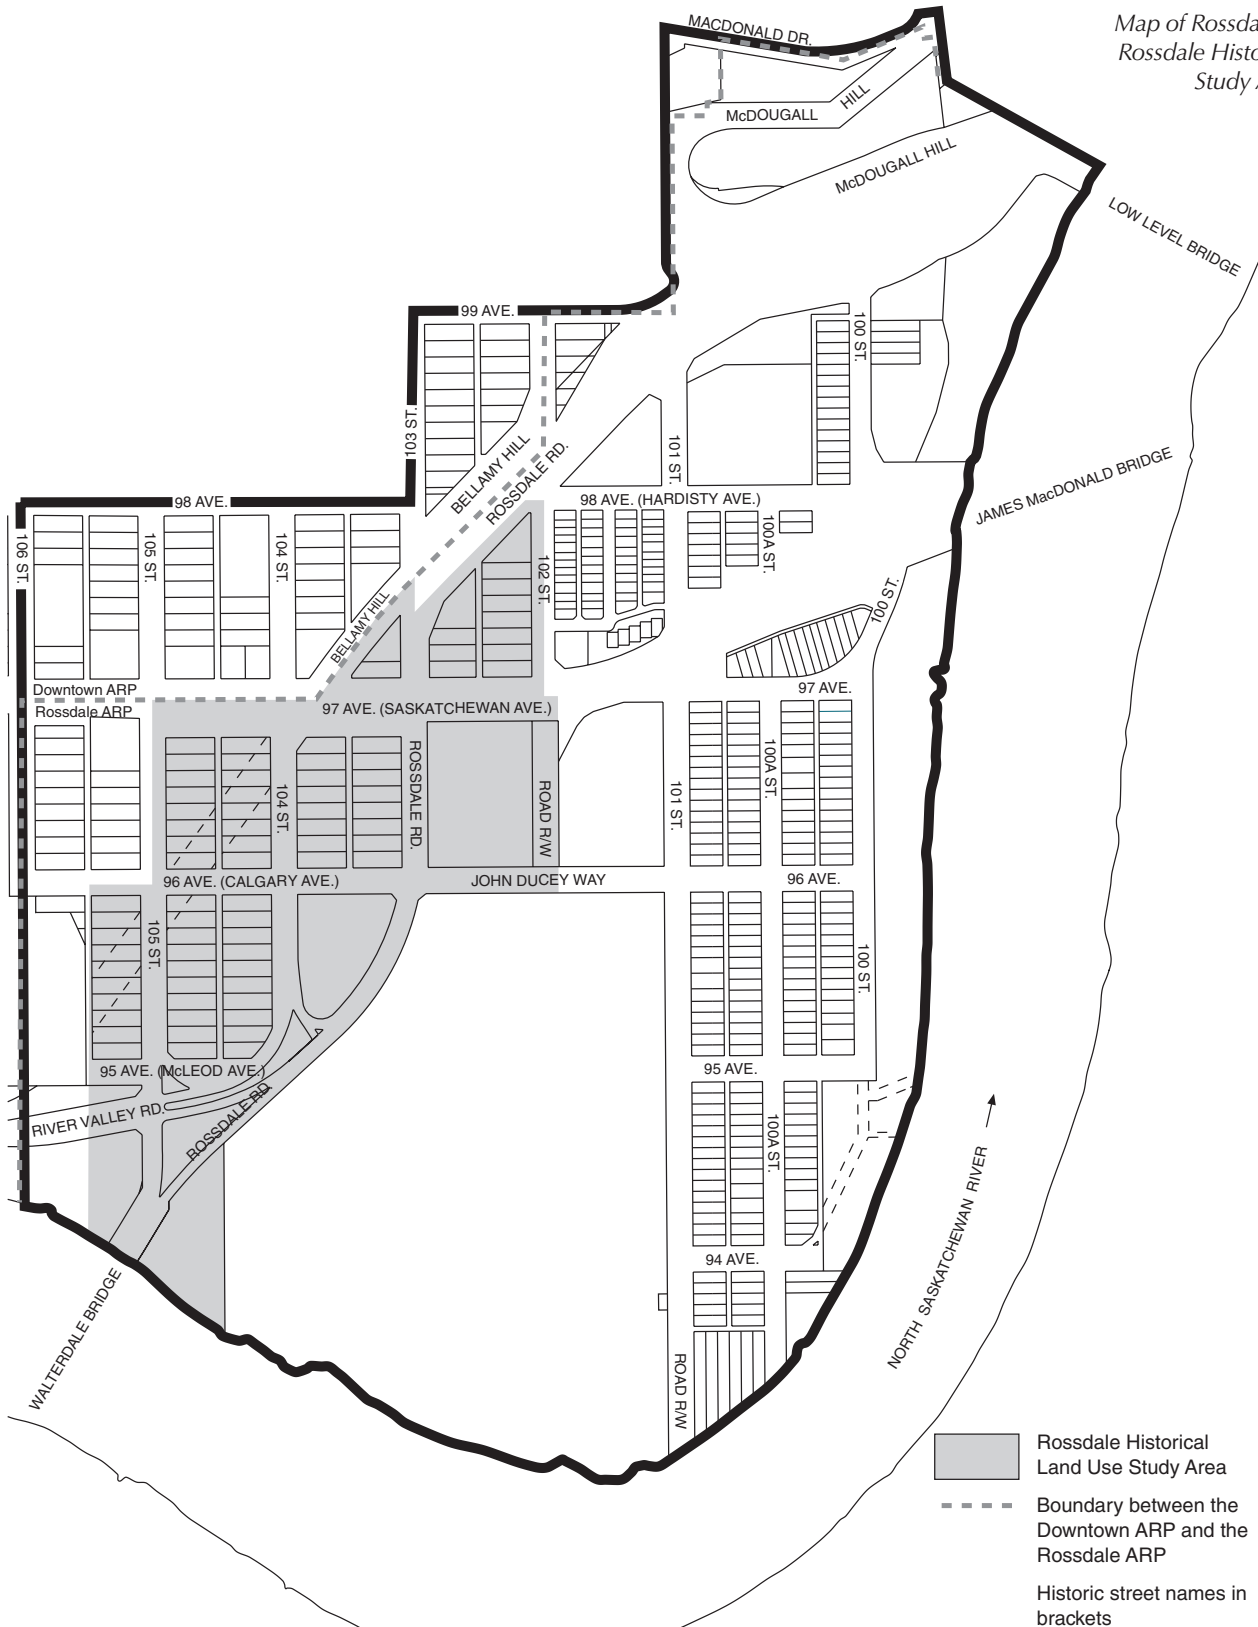 Map of Rossda
Rossdale Histo
Study
MACDONALD DR.
McDOUGALL HILL
McDOUGALL HILL
LOW LEVEL BRIDGE
99 AVE.
100 ST.
103 ST.
BELLAMY HILL
ROSSDALE RD.
101 ST.
JAMES MacDONALD BRIDGE
98 AVE.
98 AVE. (HARDISTY AVE.)
106 ST.
105 ST.
104 ST.
102 ST.
100A ST.
BELLAMY HILL
100 ST.
Downtown ARP
Rossdale ARP
97 AVE. (SASKATCHEWAN AVE.)
97 AVE.
104 ST.
ROSSDALE RD.
ROAD R/W
101 ST.
100A ST.
96 AVE. (CALGARY AVE.)
JOHN DUCEY WAY
96 AVE.
105 ST.
100 ST.
95 AVE. (McLEOD AVE.)
95 AVE.
RIVER VALLEY RD.
ROSSDALE RD
100A ST.
NORTH SASKATCHEWAN RIVER
94 AVE.
WALTERDALE BRIDGE
ROAD R/W
Rossdale Historical
Land Use Study Area
Boundary between the
Downtown ARP and the
Rossdale ARP
Historic street names in
brackets